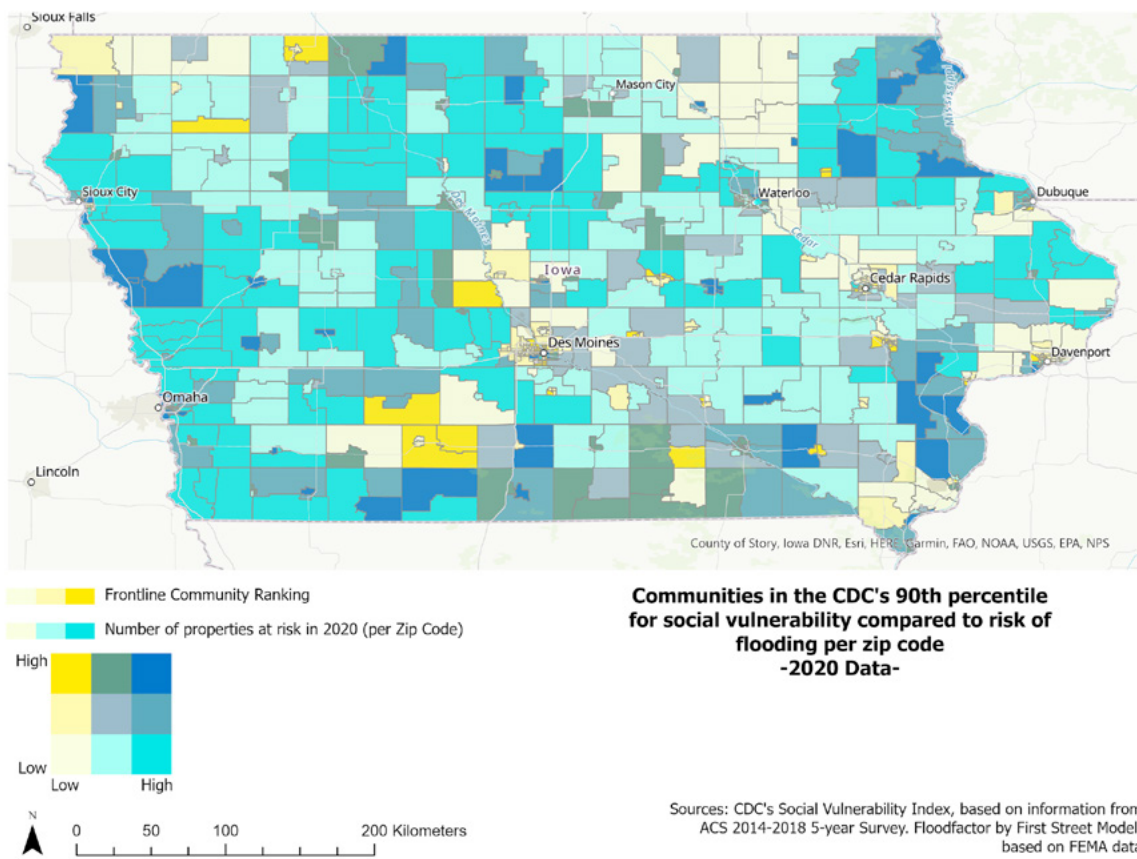 Sioux Falls
Mason City
Mississippi
Sioux City
Des Moines
Waterloo
Dubuque
Cedar
Iowa
Cedar Rapids
Des Moines
Davenport
Omaha
Lincoln
County of Story, Iowa DNR, Esri, HERE, Garmin, FAO, NOAA, USGS, EPA, NPS
Frontline Community Ranking
Number of properties at risk in 2020 (per Zip Code)
High
Low
Low High
Communities in the CDC's 90th percentile
for social vulnerability compared to risk of
flooding per zip code
-2020 Data-
N
0 50 100 200 Kilometers
Sources: CDC's Social Vulnerability Index, based on information from
ACS 2014-2018 5-year Survey. Floodfactor by First Street Model
based on FEMA data